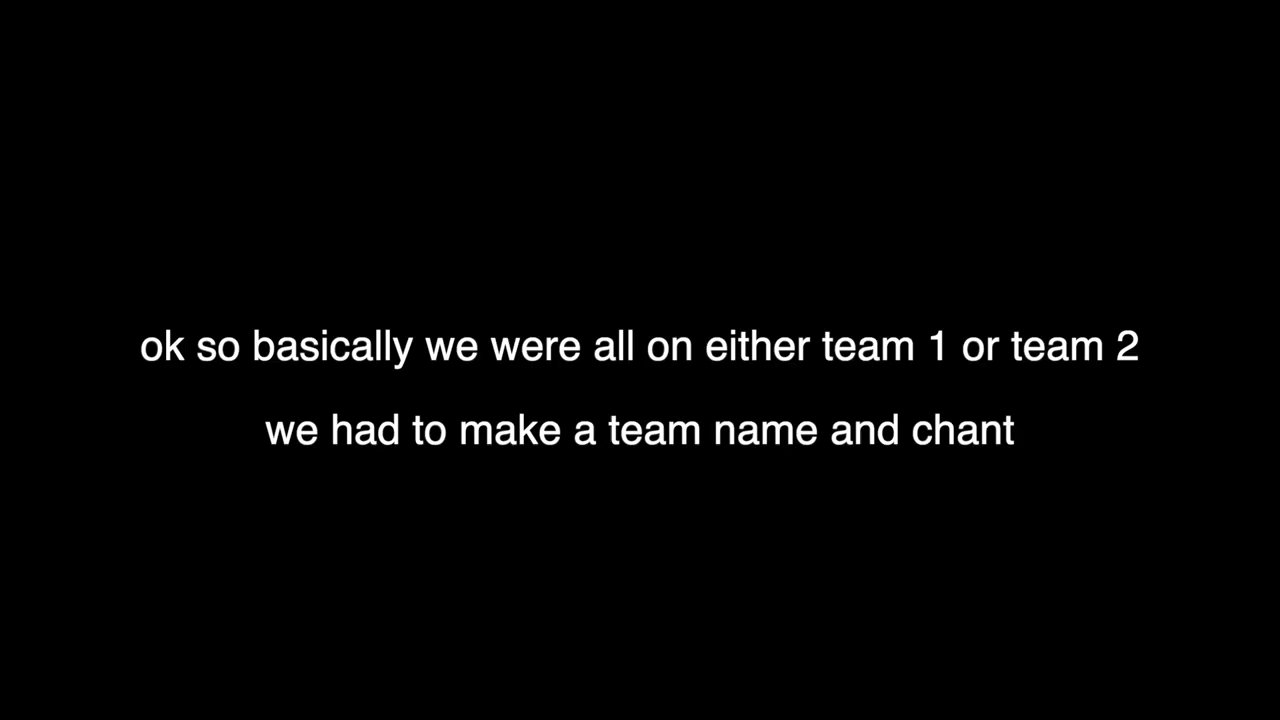 ok so basically we were all on either team 1 or team 2
we had to make a team name and chant